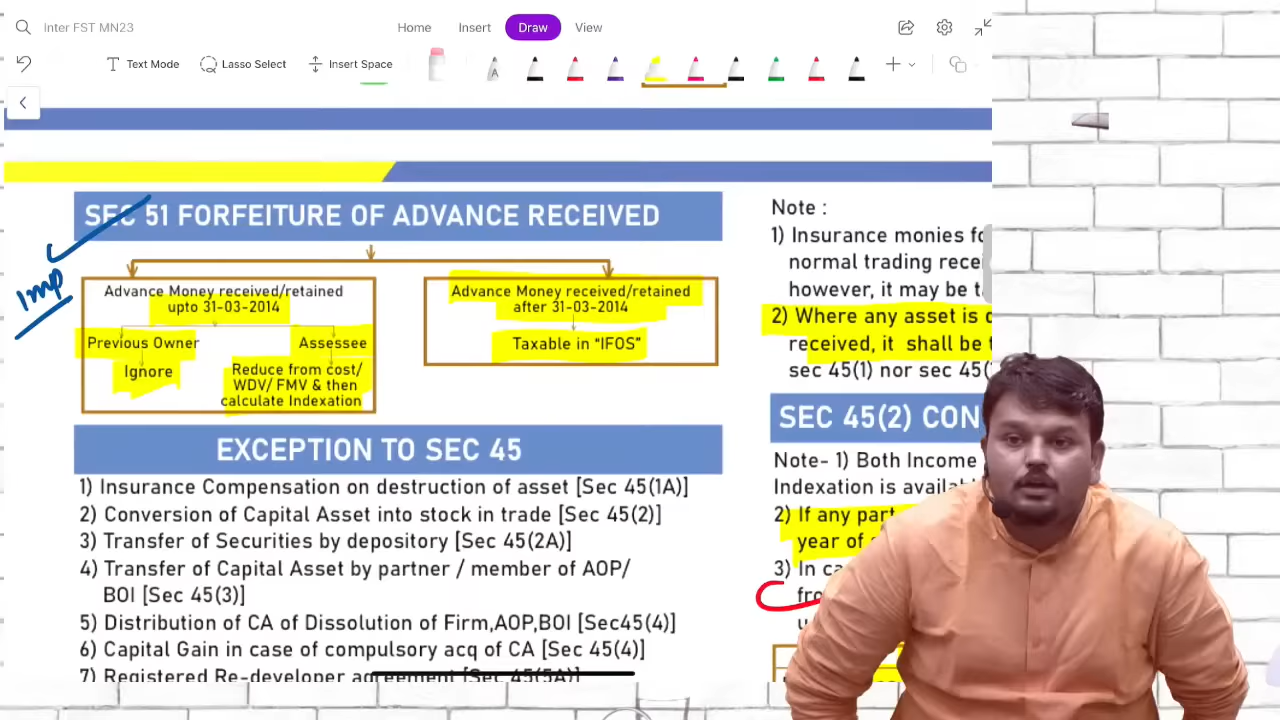 Inter FST MN23
Home
Insert
Draw
View
Text Mode
Lasso Select
Insert Space
A
SEC 51 FORFEITURE OF ADVANCE RECEIVED
Imp
Advance Money received/retained
upto 31-03-2014
Previous Owner
Assessee
Ignore
Reduce from cost/
WDV/ FMV & then
calculate Indexation
Advance Money received/retained
after 31-03-2014
Taxable in “IFOS”
EXCEPTION TO SEC 45
1) Insurance Compensation on destruction of asset [Sec 45(1A)]
2) Conversion of Capital Asset into stock in trade [Sec 45(2)]
3) Transfer of Securities by depository [Sec 45(2A)]
4) Transfer of Capital Asset by partner / member of AOP/
BOI [Sec 45(3)]
5) Distribution of CA of Dissolution of Firm,AOP,BOI [Sec45(4)]
6) Capital Gain in case of compulsory acq of CA [Sec 45(4)]
7) Registered Re-developer agreement [Sec 45(5A)]
Note :
1) Insurance monies
normal trading
however, it may be
2) Where any asset is
received, it shall be
sec 45(1) nor sec
SEC 45(2)
Note- 1) Both Income
Indexation is
2) If any part
year of
3) In